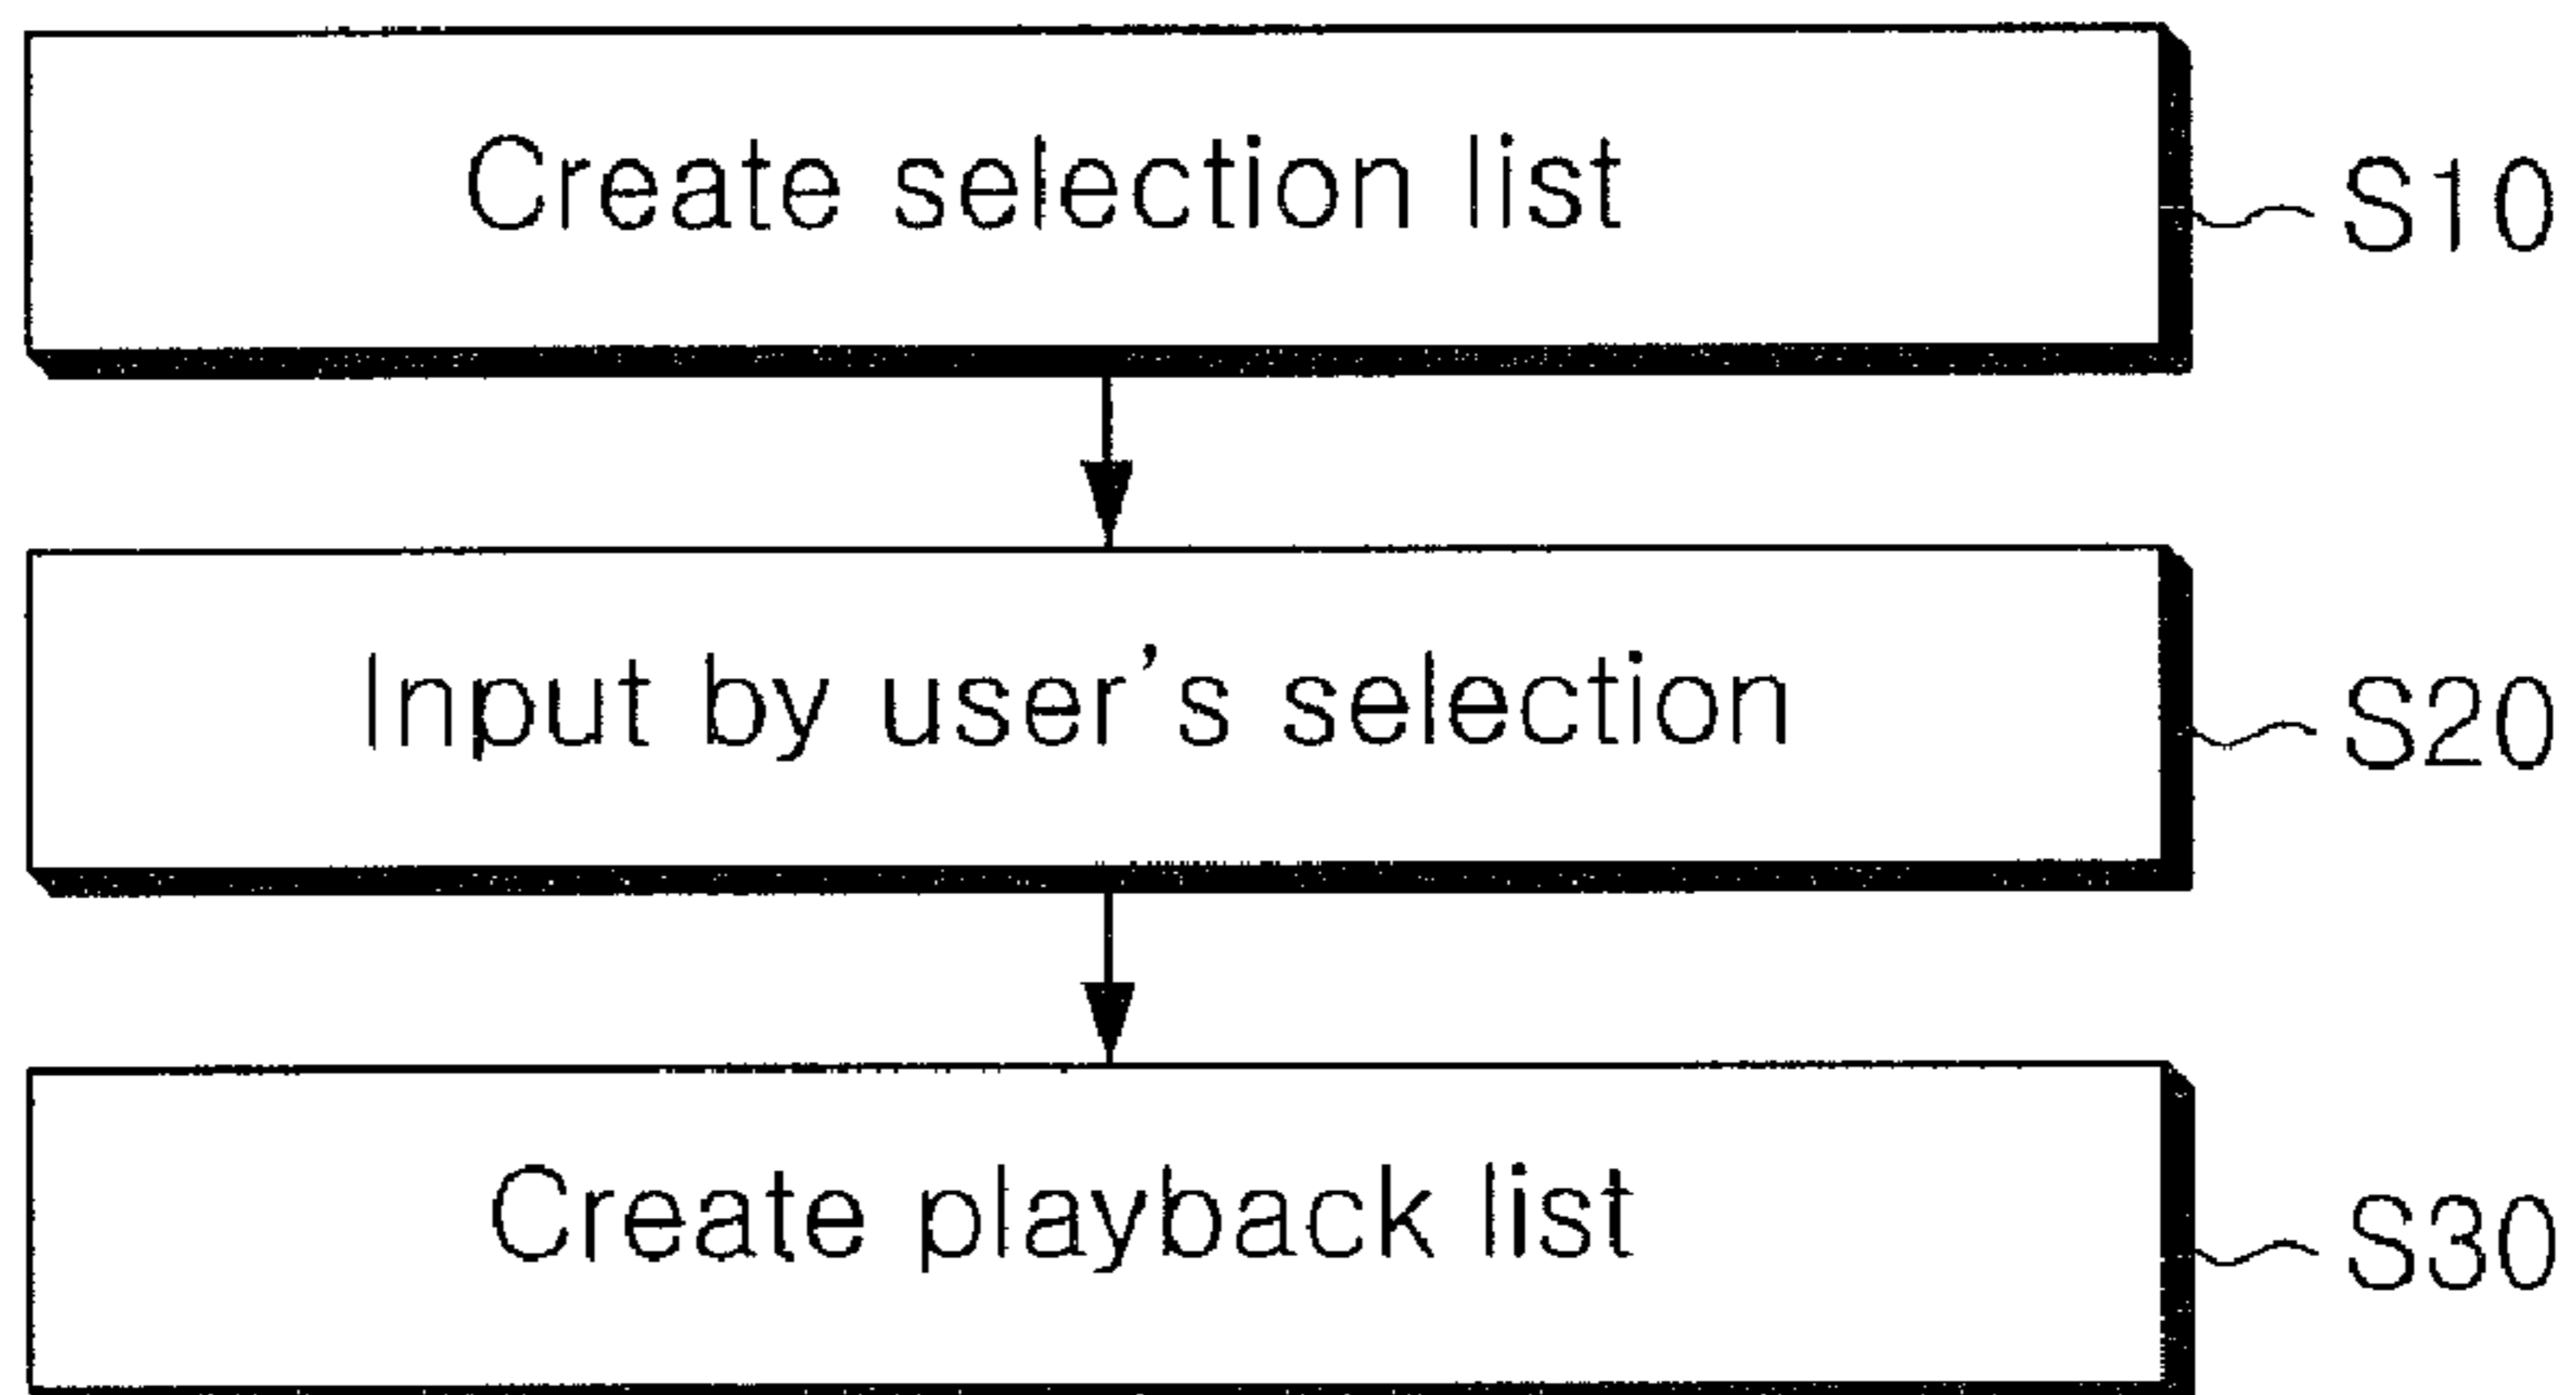 Create selection list
S10
Input by user's selection
S20
Create playback list
S30